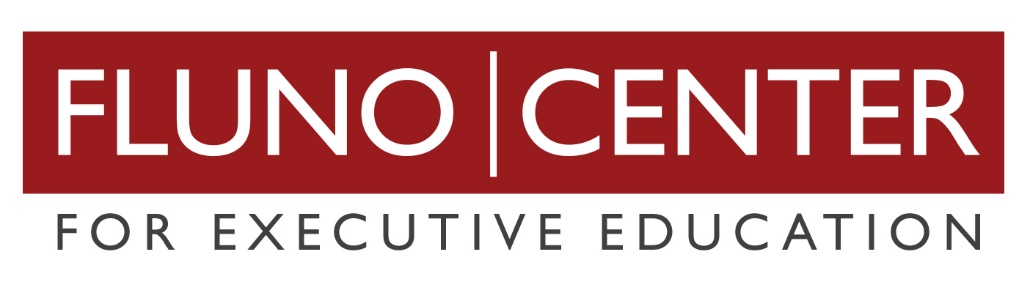 FLUNO|CENTER
FOR EXECUTIVE EDUCATION